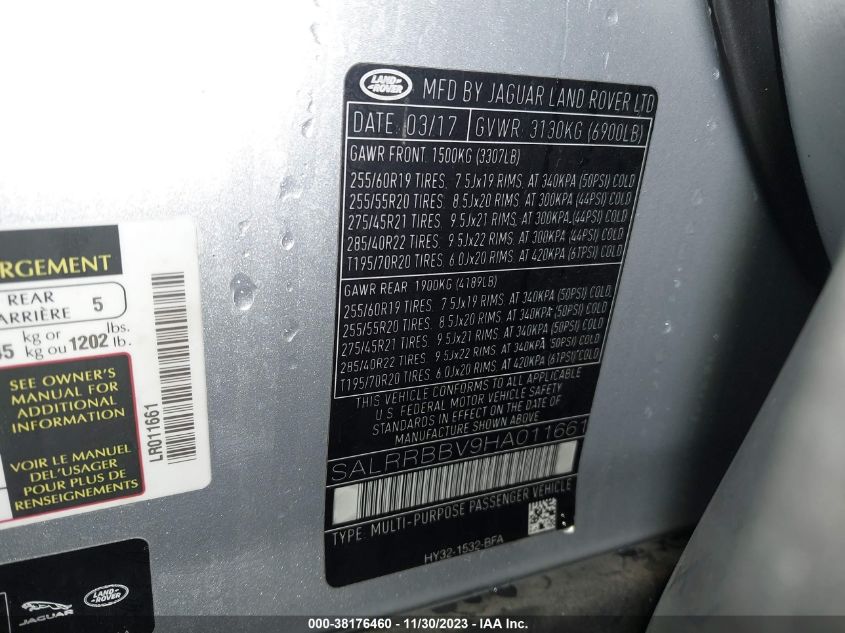 RGEMENT
REAR
ARRIÈRE 5
45 kg or
kg ou 1202 lbs.
lb.
SEE OWNER'S
MANUAL FOR
ADDITIONAL
INFORMATION
VOIR LE MANUEL
DEL'USAGER
POUR PLUS DE
RENSEIGNEMENTS
LR011661
JAGUAR
LAND ROVER
LAND ROVER
MFD BY JAGUAR LAND ROVER LTD
DATE: 03/17 GVWR: 3130KG (6900LB)
GAWR FRONT 1500KG (3307LB)
255/60R19 TIRES, 7.5Jx19 RIMS, AT 340KPA (50PSI) COLD
255/55R20 TIRES, 8.5Jx20 RIMS, AT 300KPA (44PSI) COLD
275/45R21 TIRES, 9.5Jx21 RIMS, AT 300KPA (44PSI) COLD
285/40R22 TIRES, 9.5Jx22 RIMS, AT 300KPA (44PSI) COLD
T195/70R20 TIRES, 6.0Jx20 RIMS, AT 420KPA (61PSI) COLD
GAWR REAR 1900KG (4189LB)
255/60R19 TIRES, 7.5Jx19 RIMS, AT 340KPA (50PSI) COLD
255/55R20 TIRES, 8.5Jx20 RIMS, AT 340KPA (50PSI) COLD
275/45R21 TIRES, 9.5Jx21 RIMS, AT 340KPA (50PSI) COLD
285/40R22 TIRES, 9.5Jx22 RIMS, AT 340KPA (50PSI) COLD
T195/70R20 TIRES, 6.0Jx20 RIMS, AT 420KPA (61PSI) COLD
THIS VEHICLE CONFORMS TO ALL APPLICABLE
U.S. FEDERAL MOTOR VEHICLE SAFETY
STANDARDS IN EFFECT ON THE DATE OF
MANUFACTURE SHOWN ABOVE
SALRRBBV9HA011661
TYPE: MULTI-PURPOSE PASSENGER VEHICLE
HY32-1532-BFA
000-38176460 - 11/30/2023 - IAA Inc.